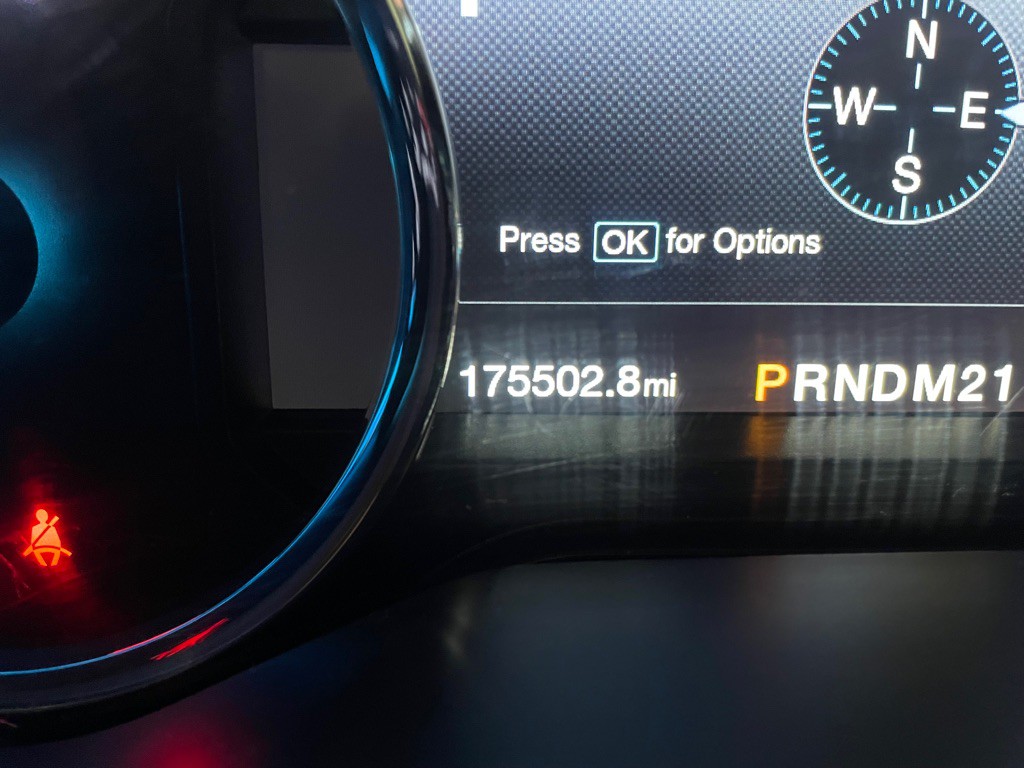 N
W E
S
Press OK for Options
175502.8mi PRNDM21